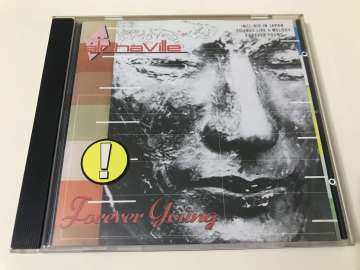 alphaville
INCL. BIG IN JAPAN
SOUNDS LIKE A MELODY
FOREVER YOUNG
!
Forever Young